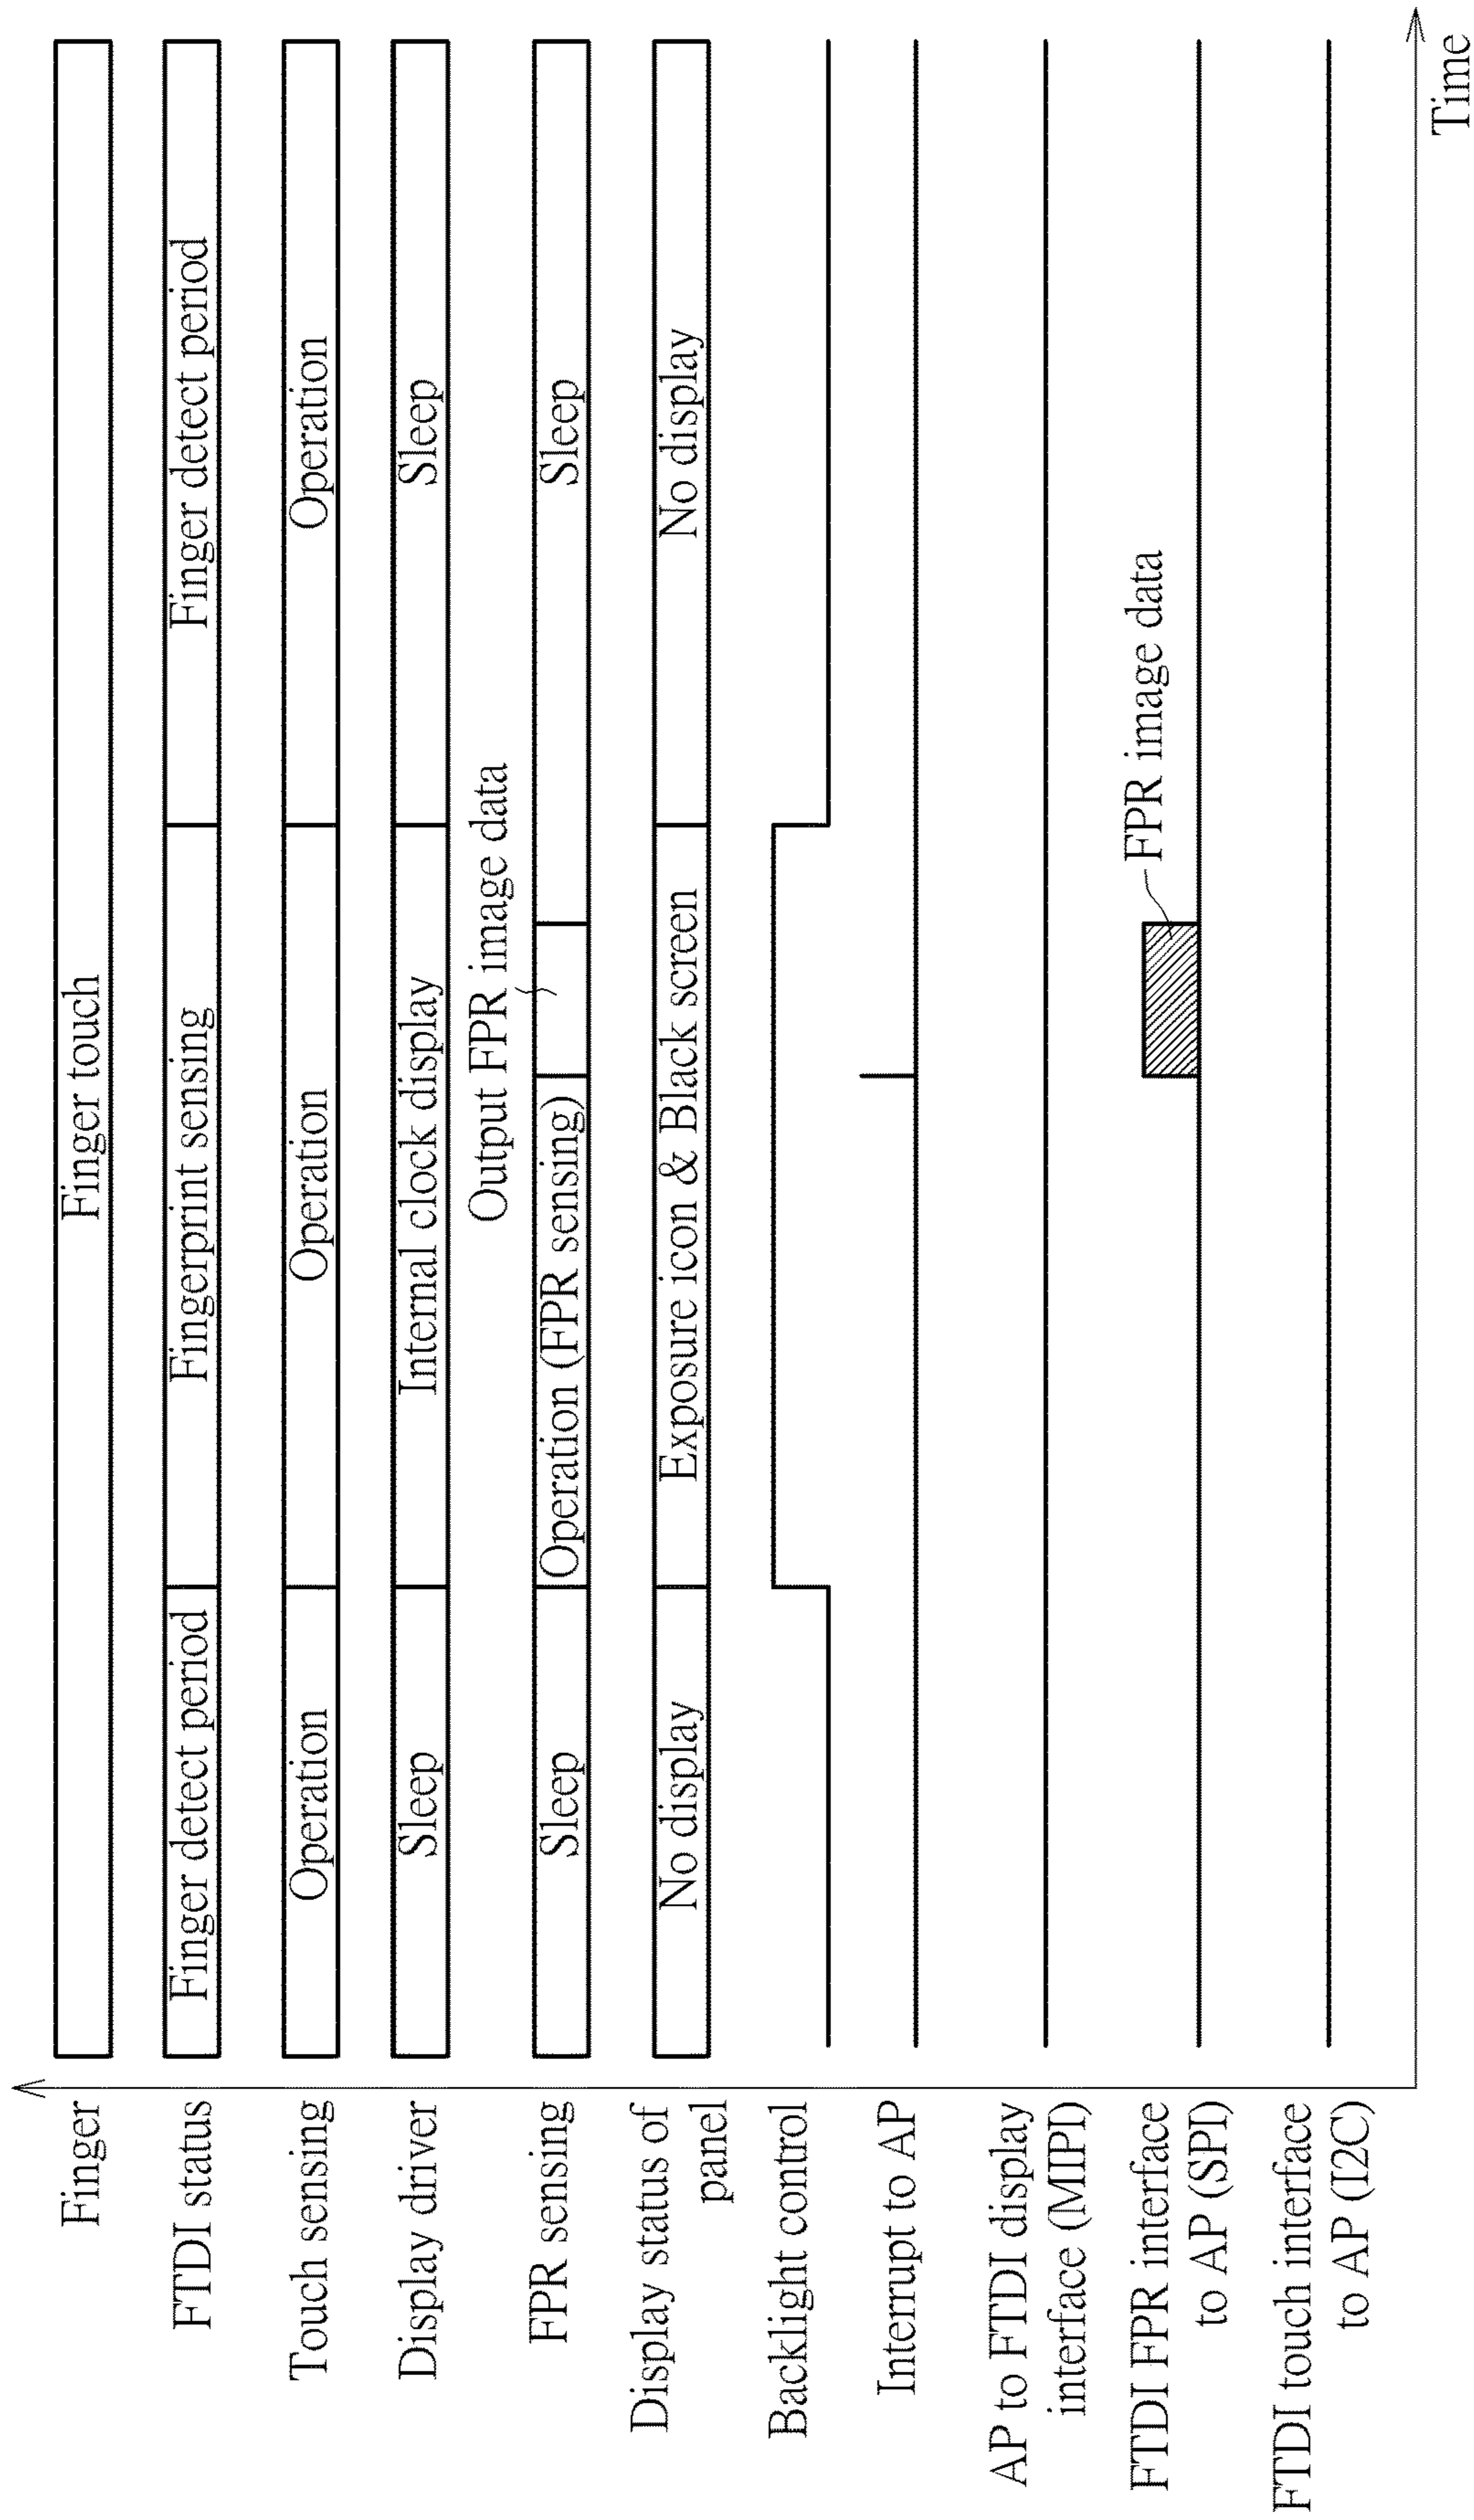 Finger
Finger touch
FTDI status
Finger detect period
Fingerprint sensing
Finger detect period
Touch sensing
Operation
Operation
Operation
Display driver
Sleep
Internal clock display
Sleep
Output FPR image data
FPR sensing
Sleep
Operation (FPR sensing)
Sleep
Display status of
panel
No display
Exposure icon & Black screen
No display
Backlight control
Interrupt to AP
AP to FTDI display
interface (MIPI)
FTDI FPR interface
to AP (SPI)
FPR image data
FTDI touch interface
to AP (I2C)
Time